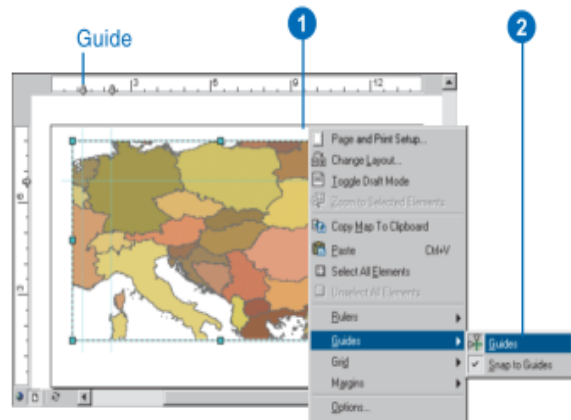 Guide
1
2
3
6
9
12
6
3
Page and Print Setup...
Change Layout...
Toggle Draft Mode
Zoom to Selected Elements
Copy Map To Clipboard
Paste Ctrl+V
Select All Elements
Unselect All Elements
Rulers
Guides
Guides
Grid
Snap to Guides
Margins
Options...